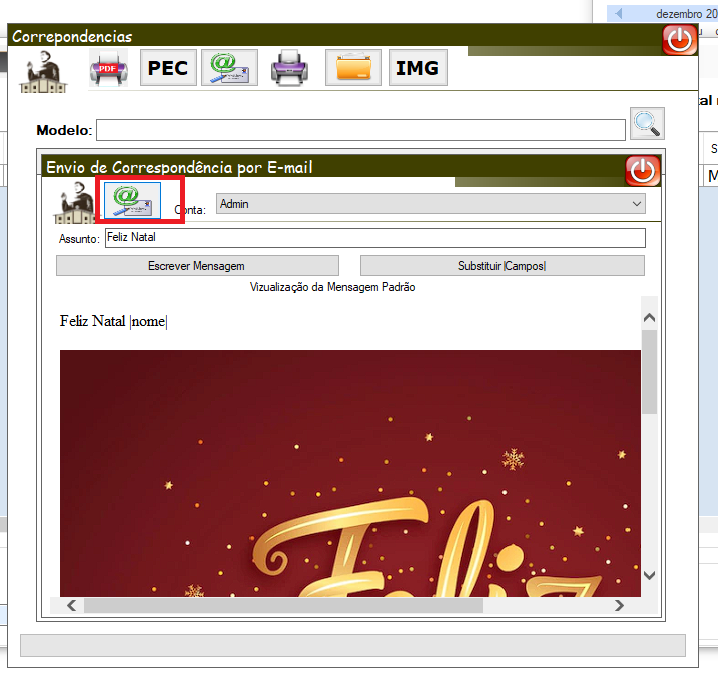 dezembro 20
Correpondencias
PDF
PEC
@
IMG
Modelo:
Envio de Correspondência por E-mail
@
Conta:
Admin
Assunto:
Feliz Natal
Escrever Mensagem
Substituir |Campos|
Vizualização da Mensagem Padrão
Feliz Natal |nome|
Feliz